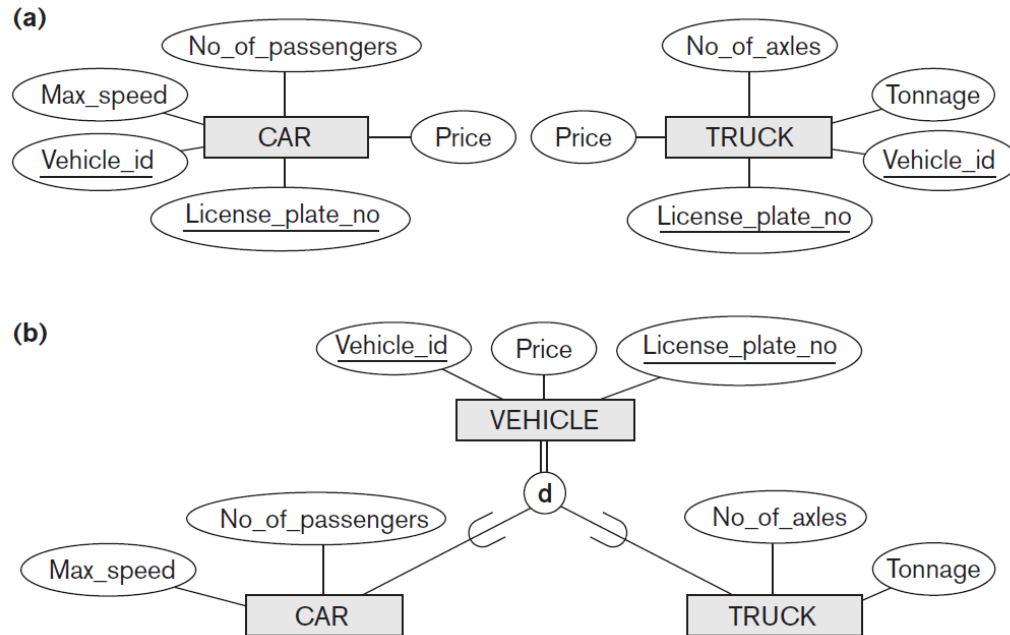 (a)
No_of_passengers
No_of_axles
Max_speed
Tonnage
CAR
Price
Price
TRUCK
Vehicle_id
Vehicle_id
License_plate_no
License_plate_no
(b)
Vehicle_id
Price
License_plate_no
VEHICLE
d
No_of_passengers
No_of_axles
Max_speed
Tonnage
CAR
TRUCK